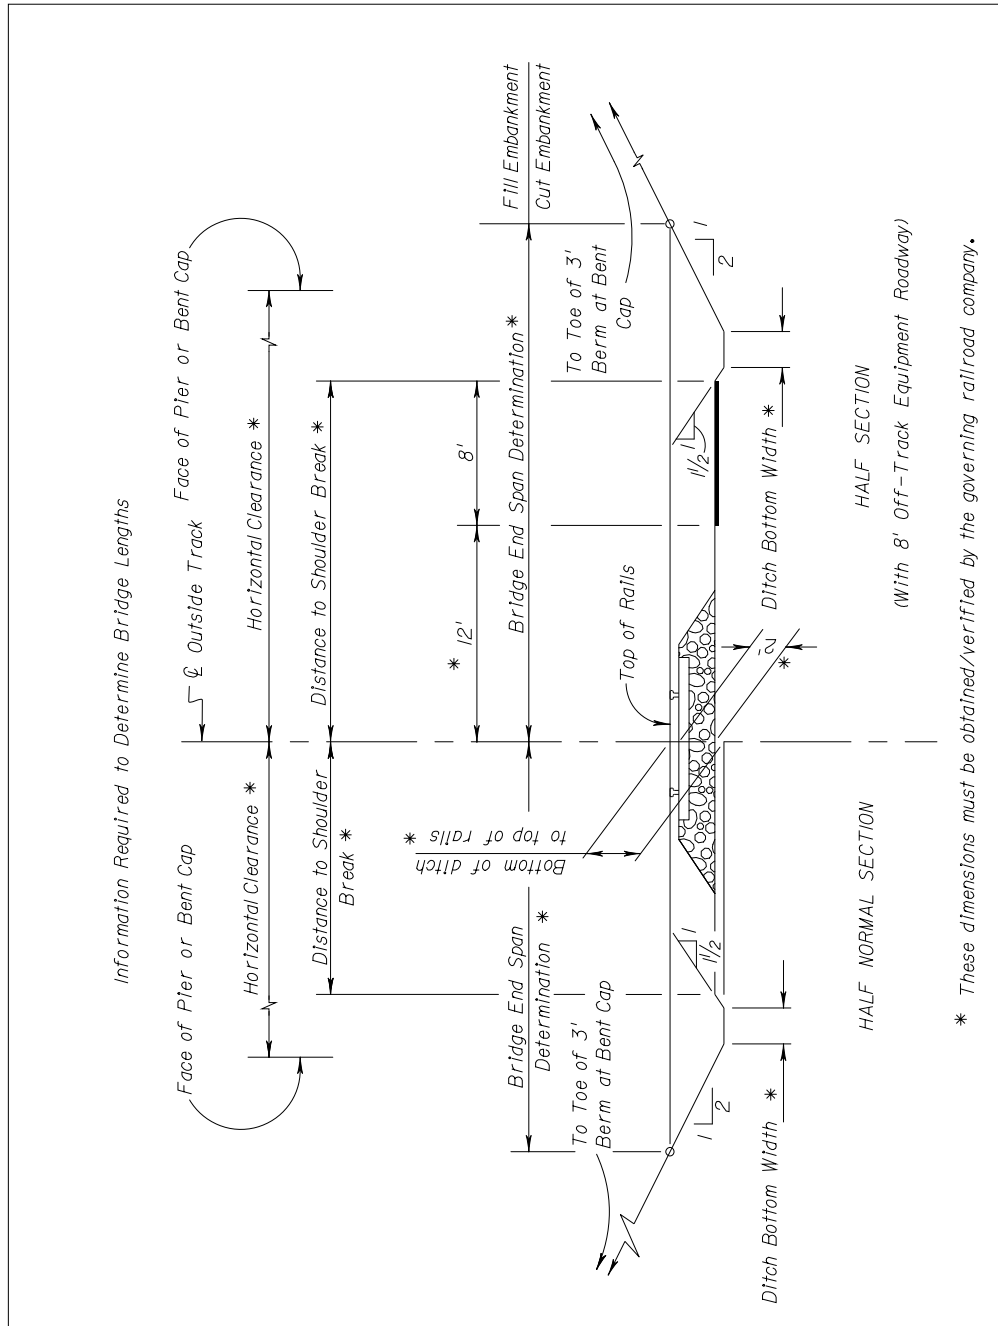 Information Required to Determine Bridge Lengths
℄ Outside Track
Face of Pier or Bent Cap
Face of Pier or Bent Cap
Horizontal Clearance *
Horizontal Clearance *
Distance to Shoulder
Break *
Distance to Shoulder Break *
* 12'
8'
Bottom of ditch
to top of rails *
Bridge End Span
Determination *
Bridge End Span Determination *
Fill Embankment
Cut Embankment
To Toe of 3'
Berm at Bent Cap
To Toe of 3'
Berm at Bent
Cap
Top of Rails
1
2
1
1 1/2
1
1 1/2
1
2
2'
*
Ditch Bottom Width *
Ditch Bottom Width *
HALF NORMAL SECTION
HALF SECTION
(With 8' Off-Track Equipment Roadway)
* These dimensions must be obtained/verified by the governing railroad company.